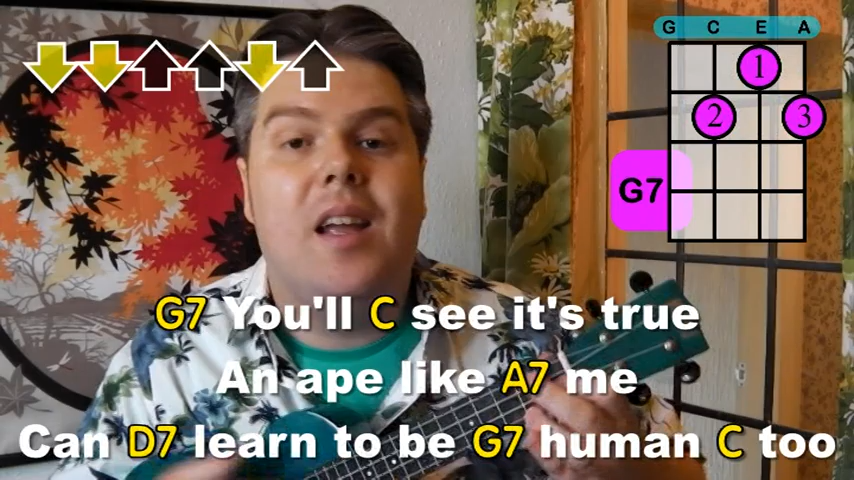 G C E A
1
2 3
G7
G7 You'll C see it's true
An ape like A7 me
Can D7 learn to be G7 human C too